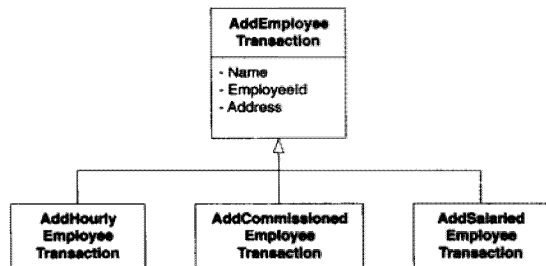 AddEmployee
Transaction
- Name
- EmployeeId
- Address
AddHourly
Employee
Transaction
AddCommissioned
Employee
Transaction
AddSalaried
Employee
Transaction